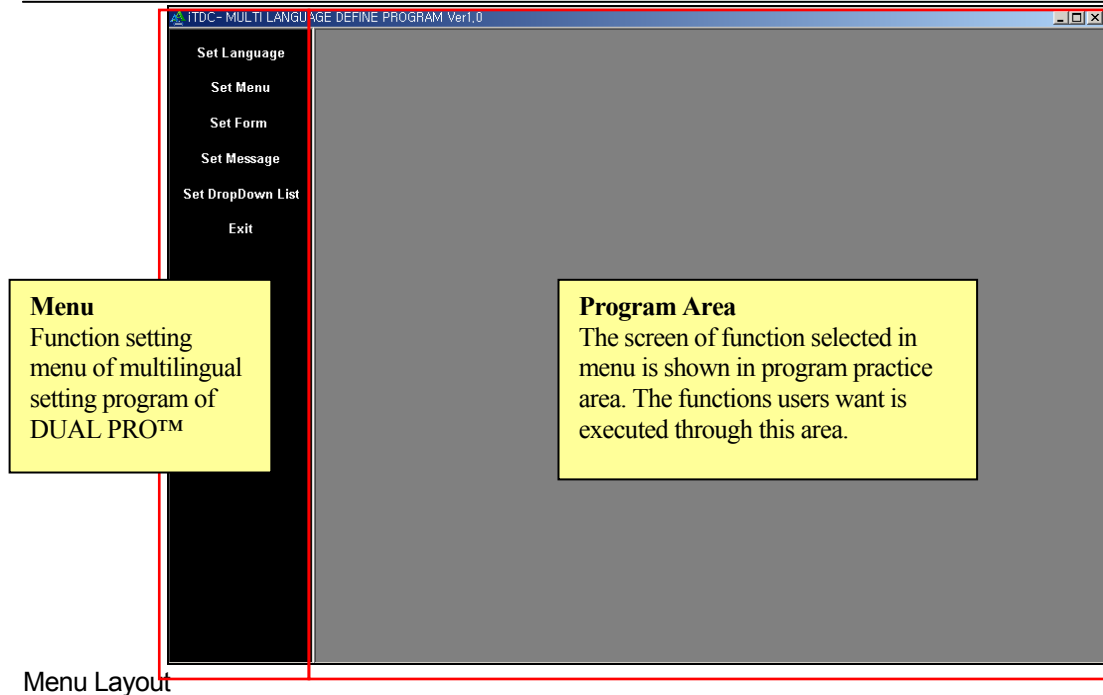 iTDC- MULTI LANGUAGE DEFINE PROGRAM Ver1,0
Set Language
Set Menu
Set Form
Set Message
Set DropDown List
Exit
Menu
Function setting
menu of multilingual
setting program of
DUAL PRO™
Program Area
The screen of function selected in
menu is shown in program practice
area. The functions users want is
executed through this area.
Menu Layout